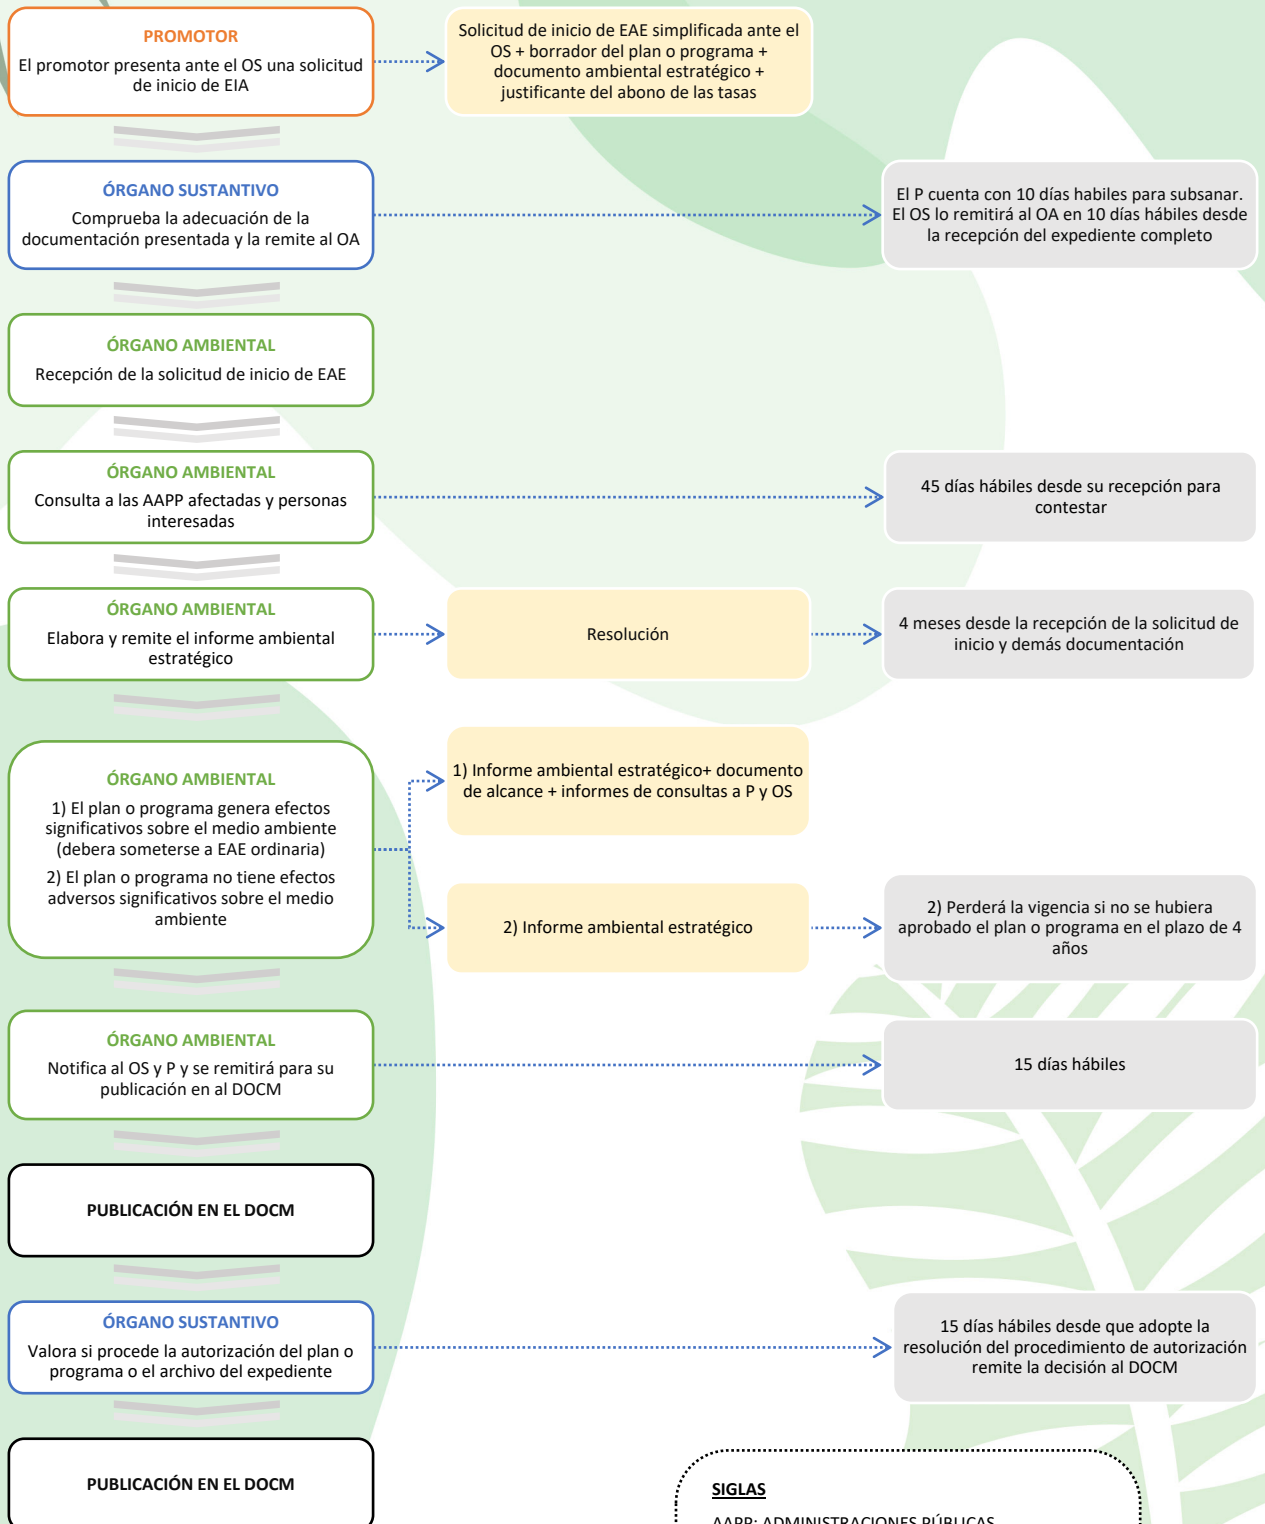 PROMOTOR
El promotor presenta ante el OS una solicitud
de inicio de EIA
Solicitud de inicio de EAE simplificada ante el
OS + borrador del plan o programa +
documento ambiental estratégico +
justificante del abono de las tasas
ÓRGANO SUSTANTIVO
Comprueba la adecuación de la
documentación presentada y la remite al OA
El P cuenta con 10 días habiles para subsanar.
El OS lo remitirá al OA en 10 días hábiles desde
la recepción del expediente completo
ÓRGANO AMBIENTAL
Recepción de la solicitud de inicio de EAE
ÓRGANO AMBIENTAL
Consulta a las AAPP afectadas y personas
interesadas
45 días hábiles desde su recepción para
contestar
ÓRGANO AMBIENTAL
Elabora y remite el informe ambiental
estratégico
Resolución
4 meses desde la recepción de la solicitud de
inicio y demás documentación
ÓRGANO AMBIENTAL
1) El plan o programa genera efectos
significativos sobre el medio ambiente
(debera someterse a EAE ordinaria)
2) El plan o programa no tiene efectos
adversos significativos sobre el medio
ambiente
1) Informe ambiental estratégico+ documento
de alcance + informes de consultas a P y OS
2) Informe ambiental estratégico
2) Perderá la vigencia si no se hubiera
aprobado el plan o programa en el plazo de 4
años
ÓRGANO AMBIENTAL
Notifica al OS y P y se remitirá para su
publicación en al DOCM
15 días hábiles
PUBLICACIÓN EN EL DOCM
ÓRGANO SUSTANTIVO
Valora si procede la autorización del plan o
programa o el archivo del expediente
15 días hábiles desde que adopte la
resolución del procedimiento de autorización
remite la decisión al DOCM
PUBLICACIÓN EN EL DOCM
SIGLAS
AAPP: ADMINISTRACIONES PÚBLICAS